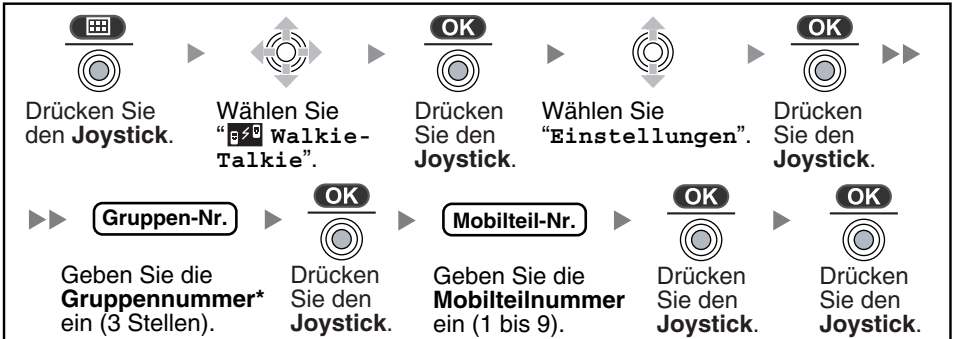 Drücken Sie
den Joystick.
Wählen Sie
“ Walkie-
Talkie”.
OK
Drücken
Sie den
Joystick.
Wählen Sie
“Einstellungen”.
OK
Drücken
Sie den
Joystick.
Gruppen-Nr.
Geben Sie die
Gruppennummer*
ein (3 Stellen).
OK
Drücken
Sie den
Joystick.
Mobilteil-Nr.
Geben Sie die
Mobilteilnummer
ein (1 bis 9).
OK
Drücken
Sie den
Joystick.
OK
Drücken
Sie den
Joystick.